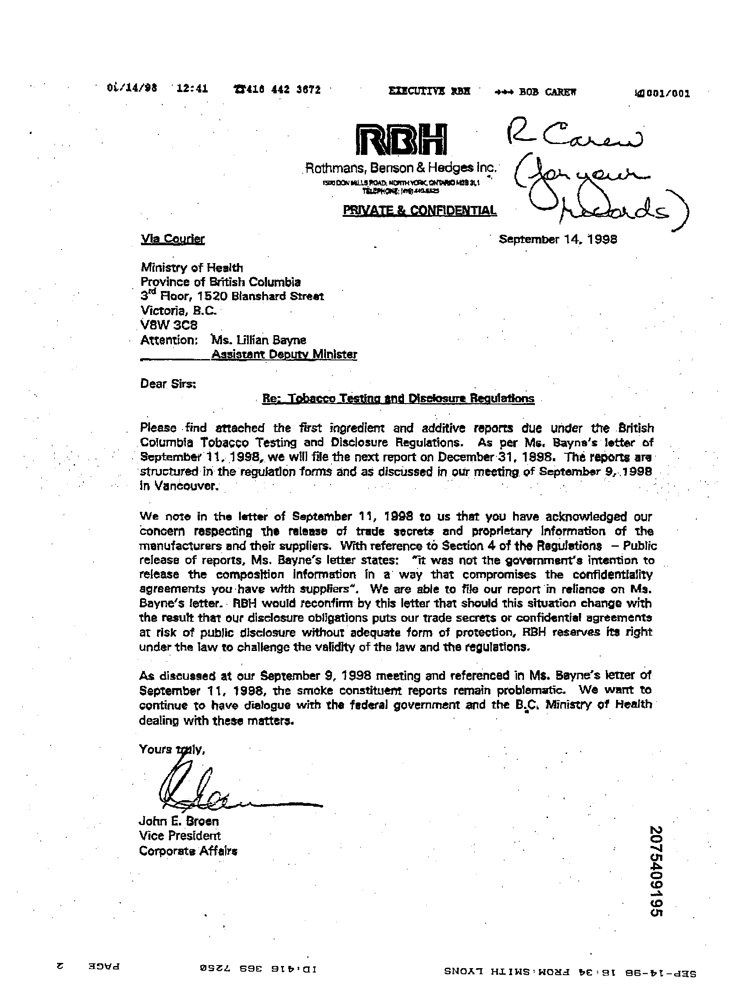 01/14/98 12:41 ☎416 442 3672 EXECUTIVE RBH →→→ BOB CAREW 001/001
RBH
R Carew
(for your
records)
Rothmans, Benson & Hedges Inc.
1500 DON MILLS ROAD, NORTH YORK, ONTARIO M3B 3L1
PRIVATE & CONFIDENTIAL
Via Courier
September 14, 1998
Ministry of Health
Province of British Columbia
3rd Floor, 1520 Blanshard Street
Victoria, B.C.
V8W 3C8
Attention: Ms. Lillian Bayne
Assistant Deputy Minister
Dear Sirs:
Re: Tobacco Testing and Disclosure Regulations
Please find attached the first ingredient and additive reports due under the British
Columbia Tobacco Testing and Disclosure Regulations. As per Ms. Bayne's letter of
September 11, 1998, we will file the next report on December 31, 1998. The reports are
structured in the regulation forms and as discussed in our meeting of September 9, 1998
in Vancouver.
We note in the letter of September 11, 1998 to us that you have acknowledged our
concern respecting the release of trade secrets and proprietary information of the
manufacturers and their suppliers. With reference to Section 4 of the Regulations – Public
release of reports, Ms. Bayne's letter states: "it was not the government's intention to
release the composition information in a way that compromises the confidentiality
agreements you have with suppliers". We are able to file our report in reliance on Ms.
Bayne's letter. RBH would reconfirm by this letter that should this situation change with
the result that our disclosure obligations puts our trade secrets or confidential agreements
at risk of public disclosure without adequate form of protection, RBH reserves its right
under the law to challenge the validity of the law and the regulations.
As discussed at our September 9, 1998 meeting and referenced in Ms. Bayne's letter of
September 11, 1998, the smoke constituent reports remain problematic. We want to
continue to have dialogue with the federal government and the B.C. Ministry of Health
dealing with these matters.
Yours truly,
John E. Broen
Vice President
Corporate Affairs
2075409195
SEP-14-98 16:34 FROM:SMITH LYONS ID:416 369 7250 PAGE 2